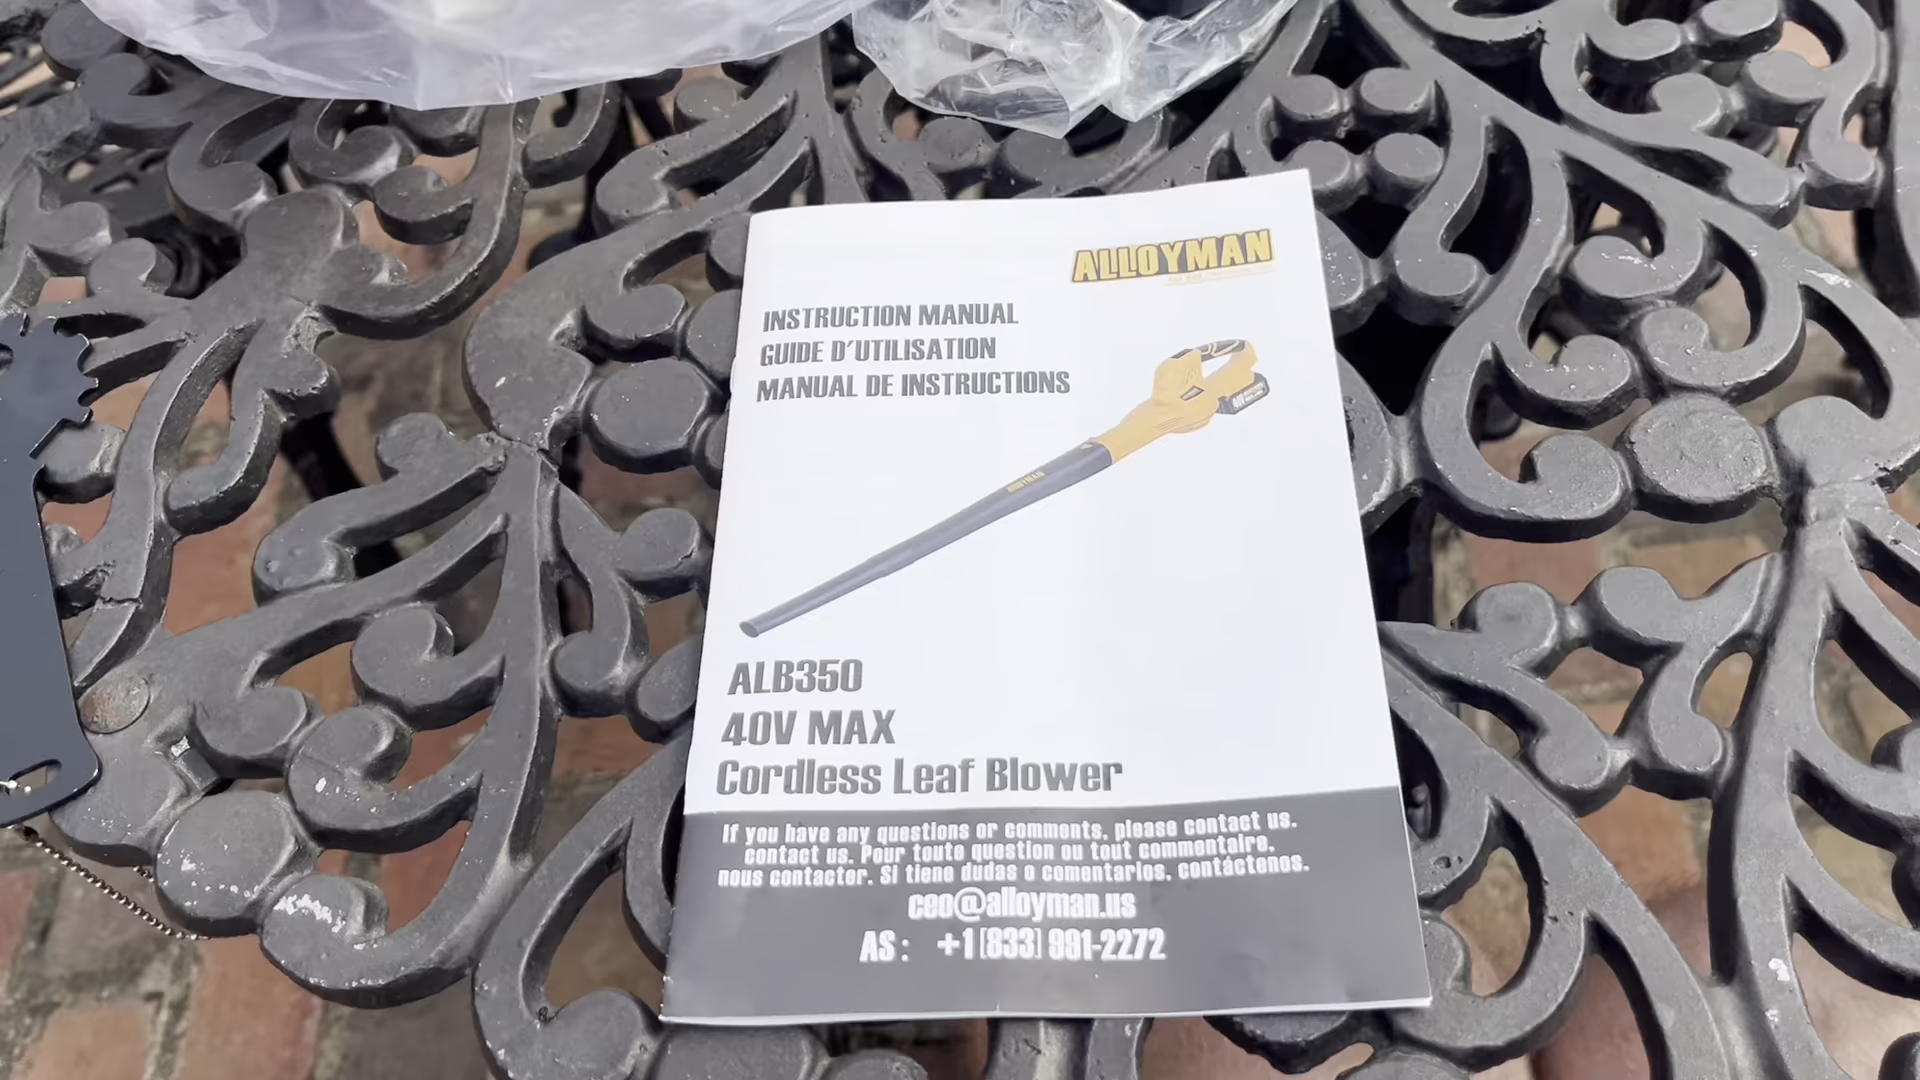 ALLOYMAN
INSTRUCTION MANUAL
GUIDE D'UTILISATION
MANUAL DE INSTRUCTIONS
40V
ALLOYMAN
ALB350
40V MAX
Cordless Leaf Blower
If you have any questions or comments, please contact us.
contact us. Pour toute question ou tout commentaire,
nous contacter. Si tiene dudas o comentarios, contáctenos.
ceo@alloyman.us
AS: +1[833] 991-2272